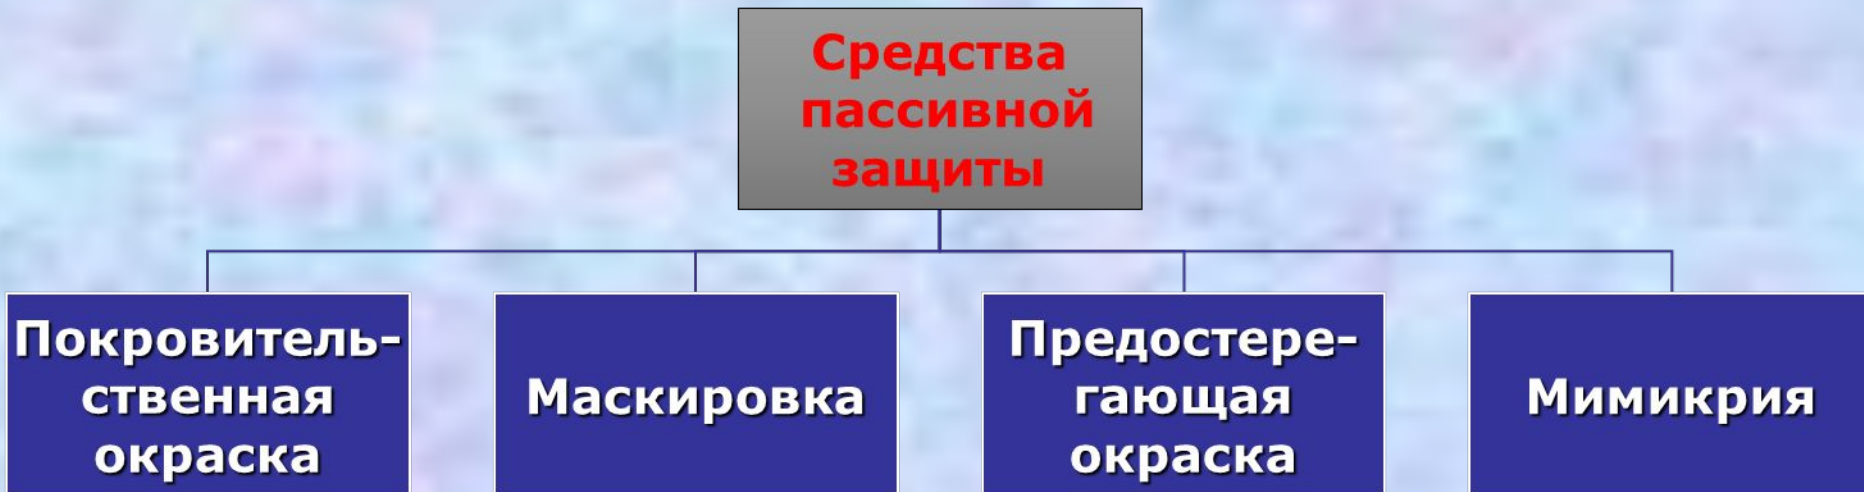 Средства
пассивной
защиты
Покровитель-
ственная
окраска
Маскировка
Предостере-
гающая
окраска
Мимикрия